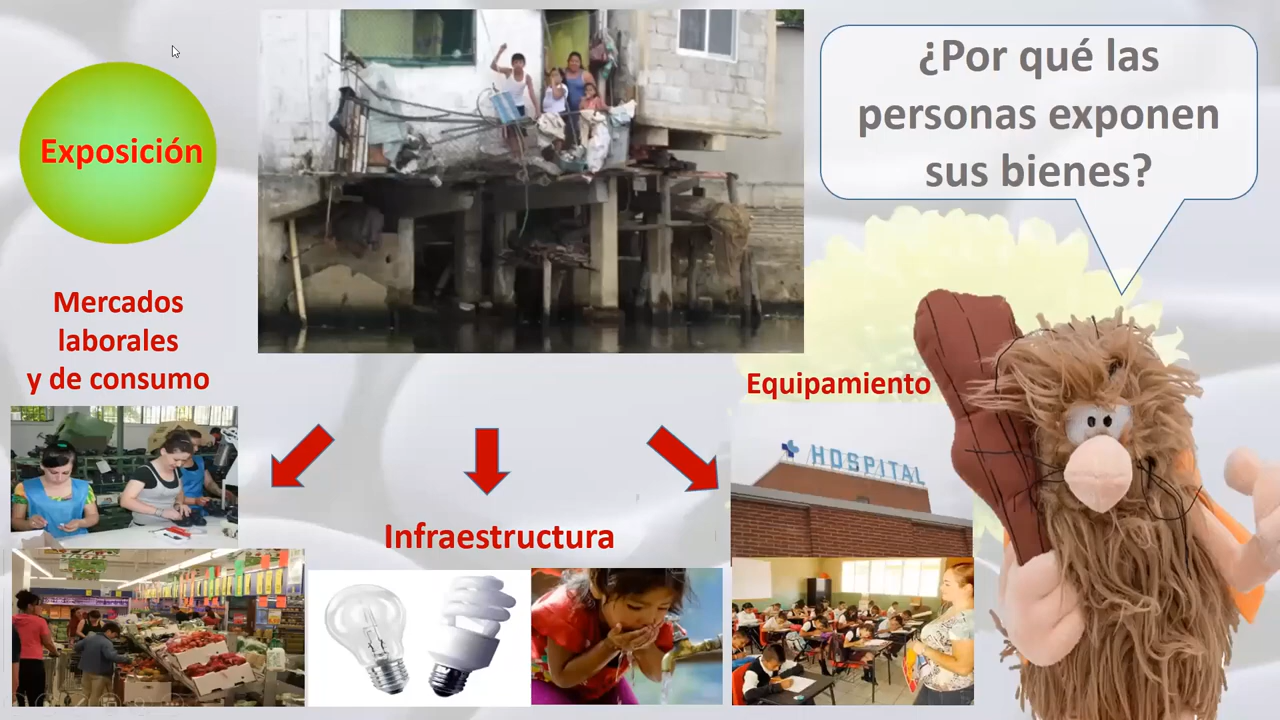 ¿Por qué las
personas exponen
sus bienes?
Exposición
Mercados
laborales
y de consumo
Equipamiento
HOSPITAL
Infraestructura